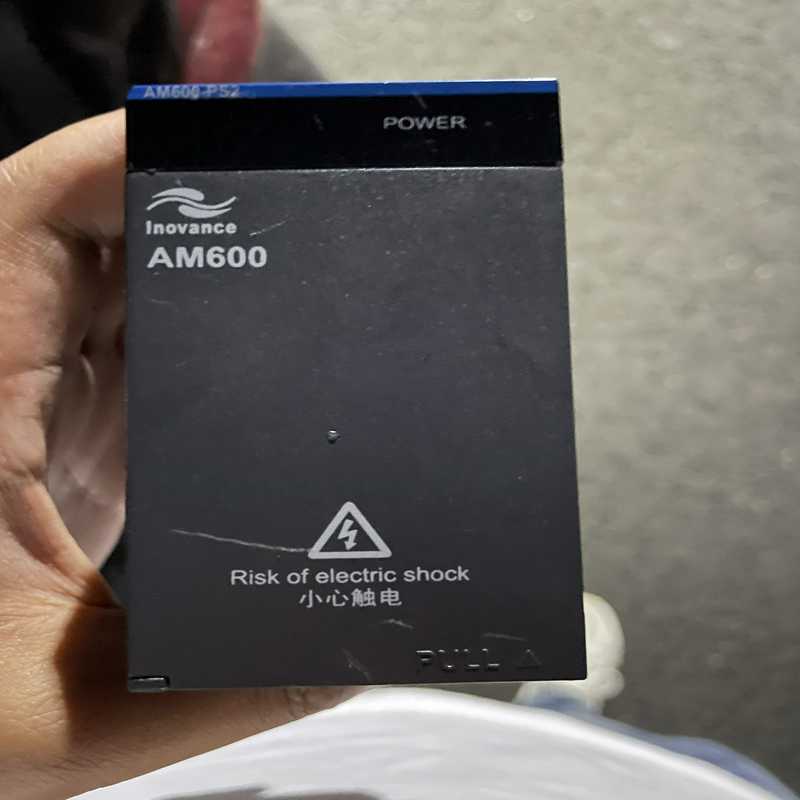 AM600-PS2
POWER
Inovance
AM600
Risk of electric shock
小心触电
PULL